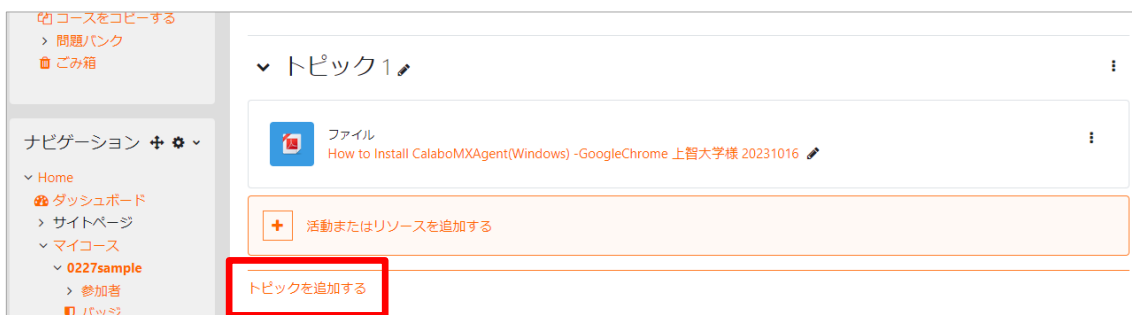 コースをコピーする
問題バンク
ごみ箱
ナビゲーション
Home
ダッシュボード
サイトページ
マイコース
0227sample
参加者
バッジ
トピック 1
ファイル
How to Install CalaboMXAgent(Windows) -GoogleChrome 上智大学様 20231016
活動またはリソースを追加する
トピックを追加する